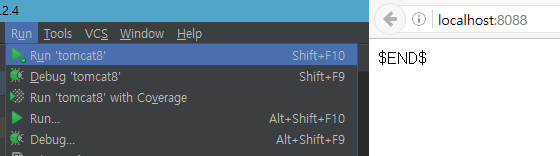 .2.4
Run Tools VCS Window Help
Run 'tomcat8' Shift+F10
Debug 'tomcat8' Shift+F9
Run 'tomcat8' with Coverage
Run... Alt+Shift+F10
Debug... Alt+Shift+F9
localhost:8088
$END$